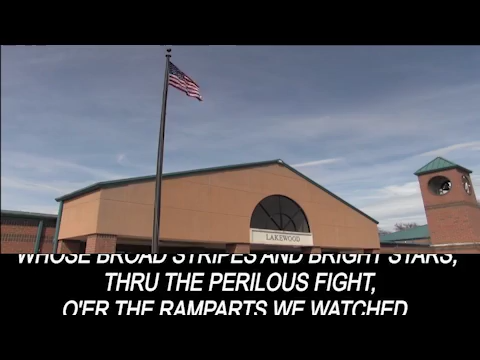 LAKEWOOD
WHOSE BROAD STRIPES AND BRIGHT STARS,
THRU THE PERILOUS FIGHT,
O'ER THE RAMPARTS WE WATCHED